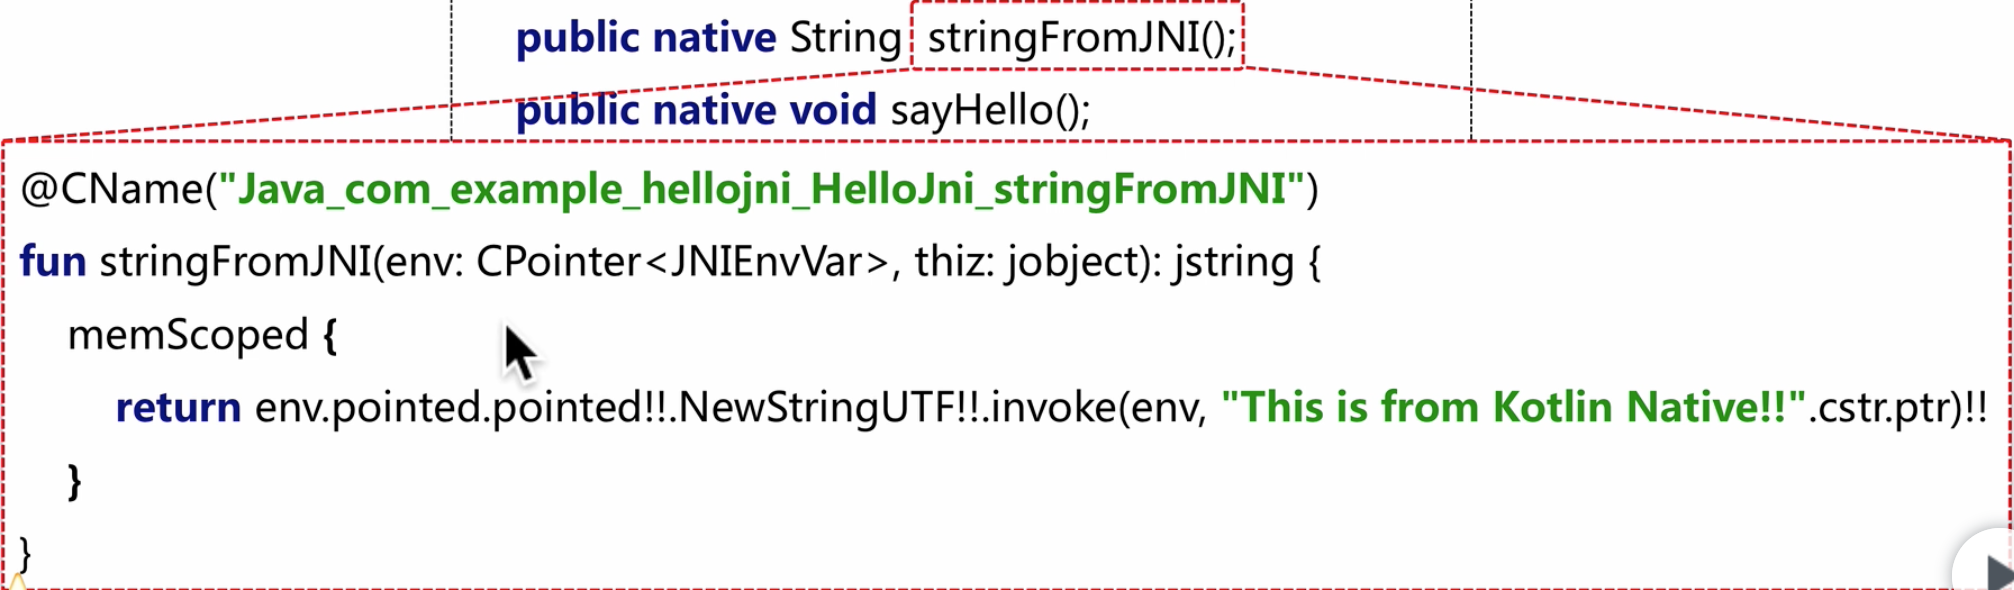 public native String stringFromJNI();
public native void sayHello();
@CName("Java_com_example_hellojni_HelloJni_stringFromJNI")
fun stringFromJNI(env: CPointer<JNIEnvVar>, thiz: jobject): jstring {
memScoped {
return env.pointed.pointed!!.NewStringUTF!!.invoke(env, "This is from Kotlin Native!!".cstr.ptr)!!
}
}